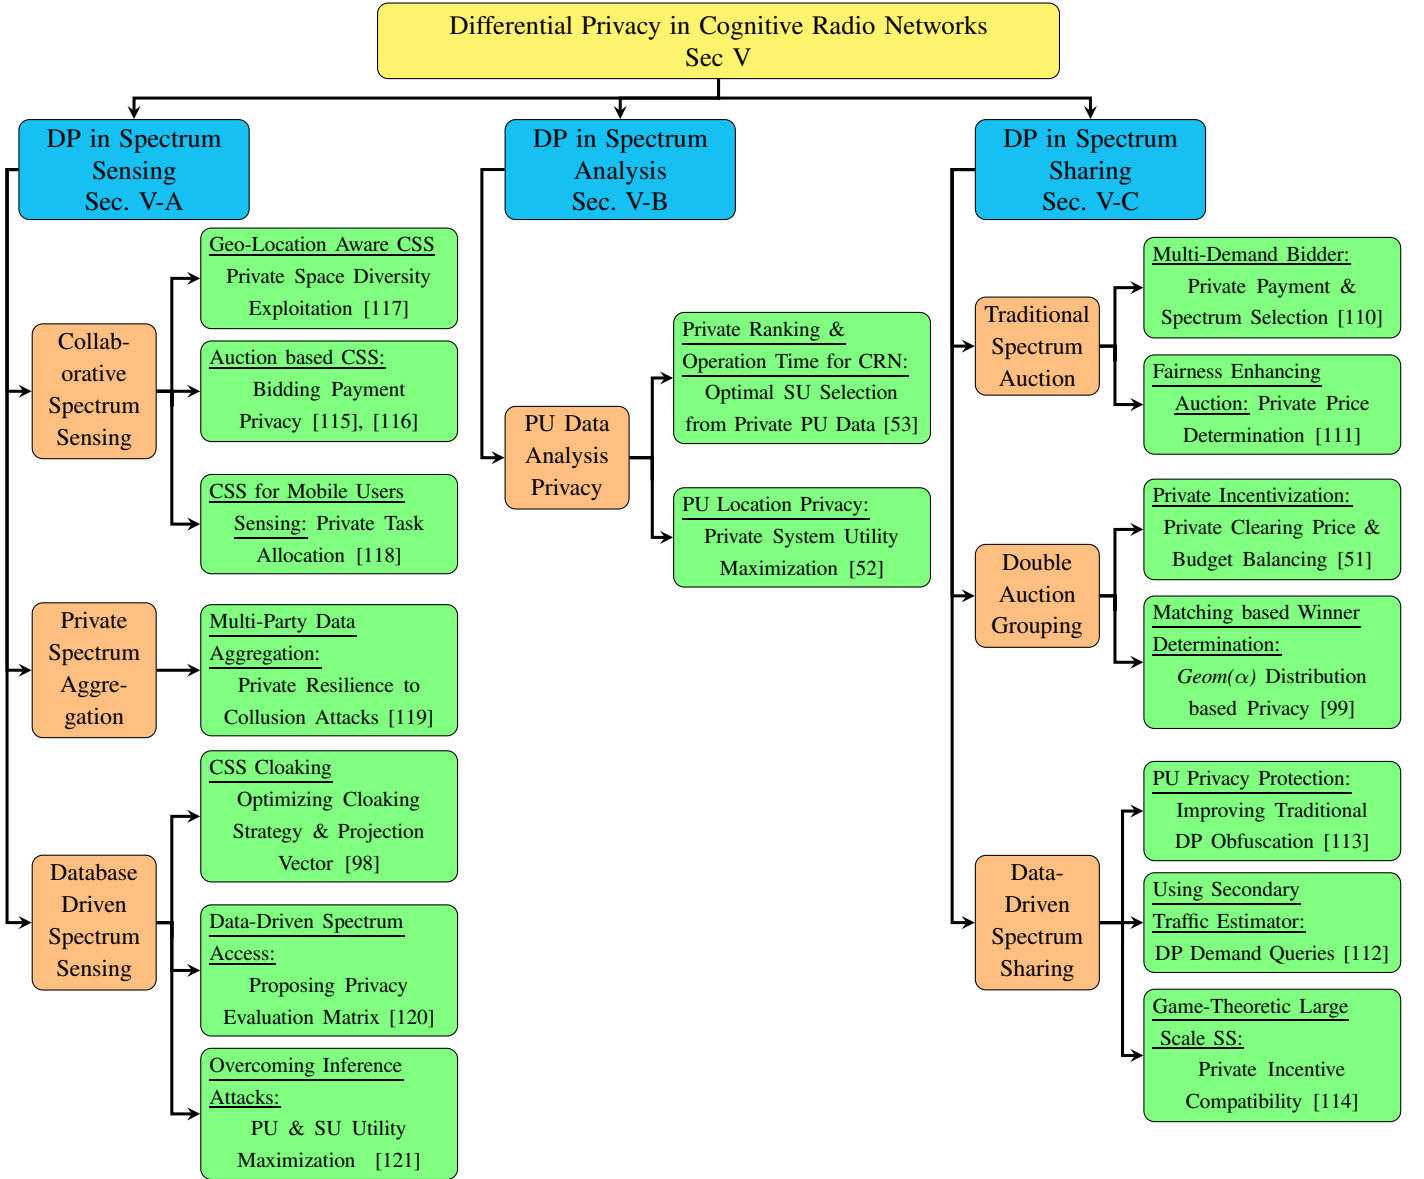 Differential Privacy in Cognitive Radio Networks
Sec V
DP in Spectrum
Sensing
Sec. V-A
Collab-
orative
Spectrum
Sensing
Geo-Location Aware CSS
Private Space Diversity
Exploitation [117]
Auction based CSS:
Bidding Payment
Privacy [115], [116]
CSS for Mobile Users
Sensing: Private Task
Allocation [118]
Private
Spectrum
Aggre-
gation
Multi-Party Data
Aggregation:
Private Resilience to
Collusion Attacks [119]
Database
Driven
Spectrum
Sensing
CSS Cloaking
Optimizing Cloaking
Strategy & Projection
Vector [98]
Data-Driven Spectrum
Access:
Proposing Privacy
Evaluation Matrix [120]
Overcoming Inference
Attacks:
PU & SU Utility
Maximization [121]
DP in Spectrum
Analysis
Sec. V-B
PU Data
Analysis
Privacy
Private Ranking &
Operation Time for CRN:
Optimal SU Selection
from Private PU Data [53]
PU Location Privacy:
Private System Utility
Maximization [52]
DP in Spectrum
Sharing
Sec. V-C
Traditional
Spectrum
Auction
Multi-Demand Bidder:
Private Payment &
Spectrum Selection [110]
Fairness Enhancing
Auction: Private Price
Determination [111]
Double
Auction
Grouping
Private Incentivization:
Private Clearing Price &
Budget Balancing [51]
Matching based Winner
Determination:
Geom(α) Distribution
based Privacy [99]
Data-
Driven
Spectrum
Sharing
PU Privacy Protection:
Improving Traditional
DP Obfuscation [113]
Using Secondary
Traffic Estimator:
DP Demand Queries [112]
Game-Theoretic Large
Scale SS:
Private Incentive
Compatibility [114]